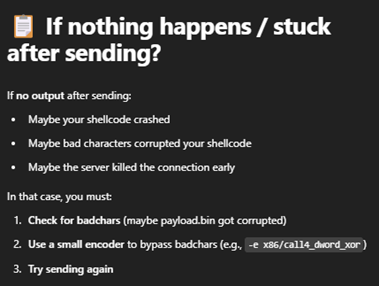 📋 If nothing happens / stuck
after sending?
If no output after sending:
• Maybe your shellcode crashed
• Maybe bad characters corrupted your shellcode
• Maybe the server killed the connection early
In that case, you must:
1. Check for badchars (maybe payload.bin got corrupted)
2. Use a small encoder to bypass badchars (e.g., -e x86/call4_dword_xor)
3. Try sending again